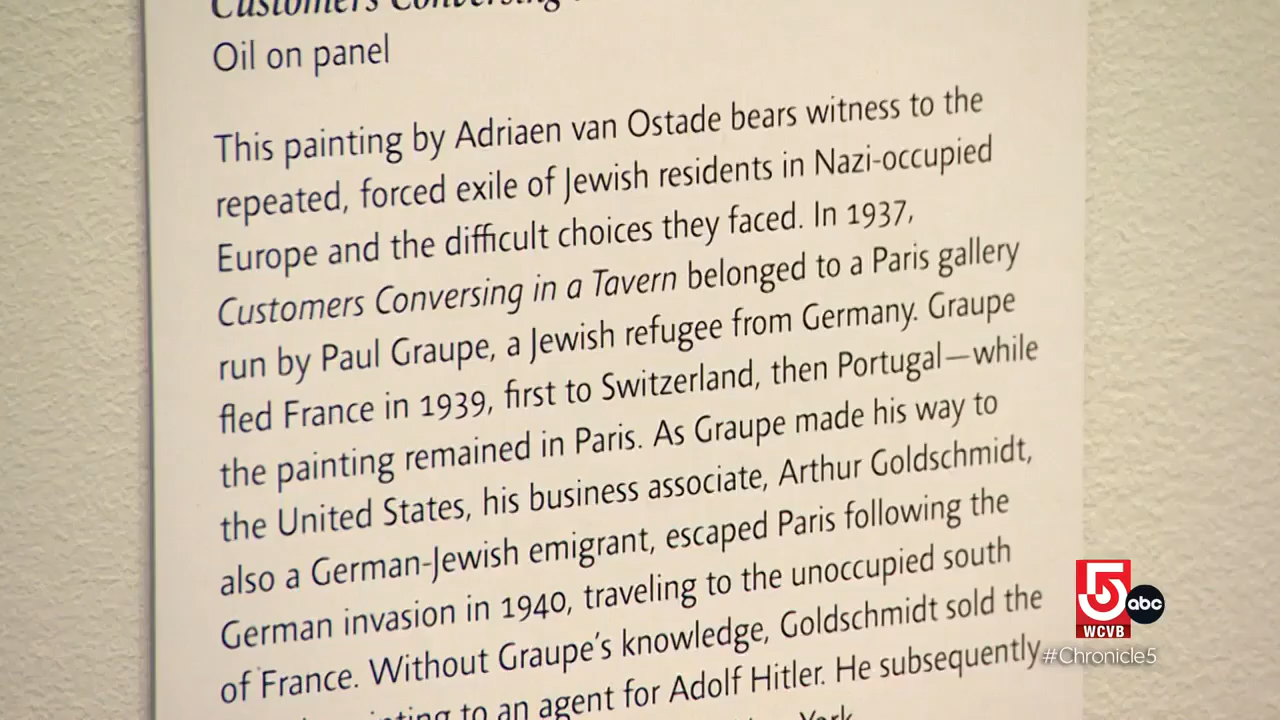 Customers Conversing
Oil on panel
This painting by Adriaen van Ostade bears witness to the
repeated, forced exile of Jewish residents in Nazi-occupied
Europe and the difficult choices they faced. In 1937,
Customers Conversing in a Tavern belonged to a Paris gallery
run by Paul Graupe, a Jewish refugee from Germany. Graupe
fled France in 1939, first to Switzerland, then Portugal—while
the painting remained in Paris. As Graupe made his way to
the United States, his business associate, Arthur Goldschmidt,
also a German-Jewish emigrant, escaped Paris following the
German invasion in 1940, traveling to the unoccupied south
of France. Without Graupe's knowledge, Goldschmidt sold the
to an agent for Adolf Hitler. He subsequently
York
5
abc
WCVB
#Chronicle5